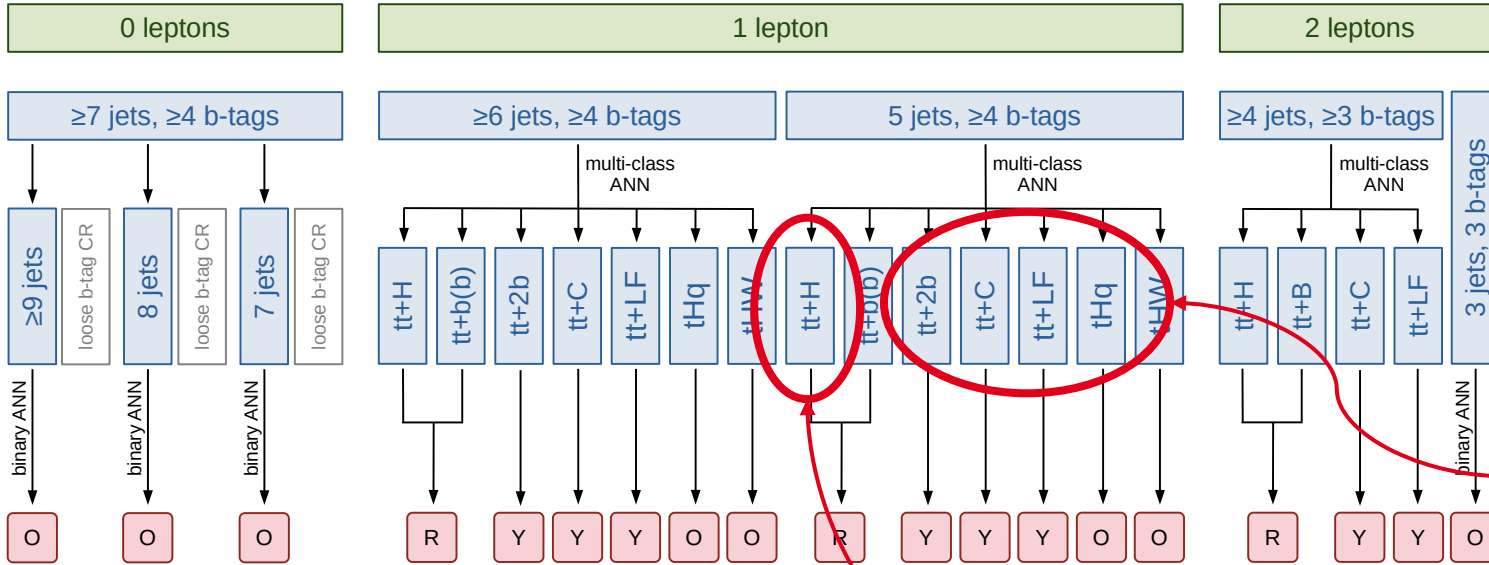 0 leptons
1 lepton
2 leptons
≥7 jets, ≥4 b-tags
≥6 jets, ≥4 b-tags
5 jets, ≥4 b-tags
≥4 jets, ≥3 b-tags
3 jets, 3 b-tags
multi-class
ANN
multi-class
ANN
multi-class
ANN
≥9 jets
loose b-tag CR
8 jets
loose b-tag CR
7 jets
loose b-tag CR
tt+H
tt+b(b)
tt+2b
tt+C
tt+LF
tHq
tHW
tt+H
tt+b(b)
tt+2b
tt+C
tt+LF
tHq
tHW
tt+H
tt+B
tt+C
tt+LF
binary ANN
binary ANN
binary ANN
binary ANN
O
O
O
R
Y
Y
Y
O
O
R
Y
Y
Y
O
O
R
Y
Y
O